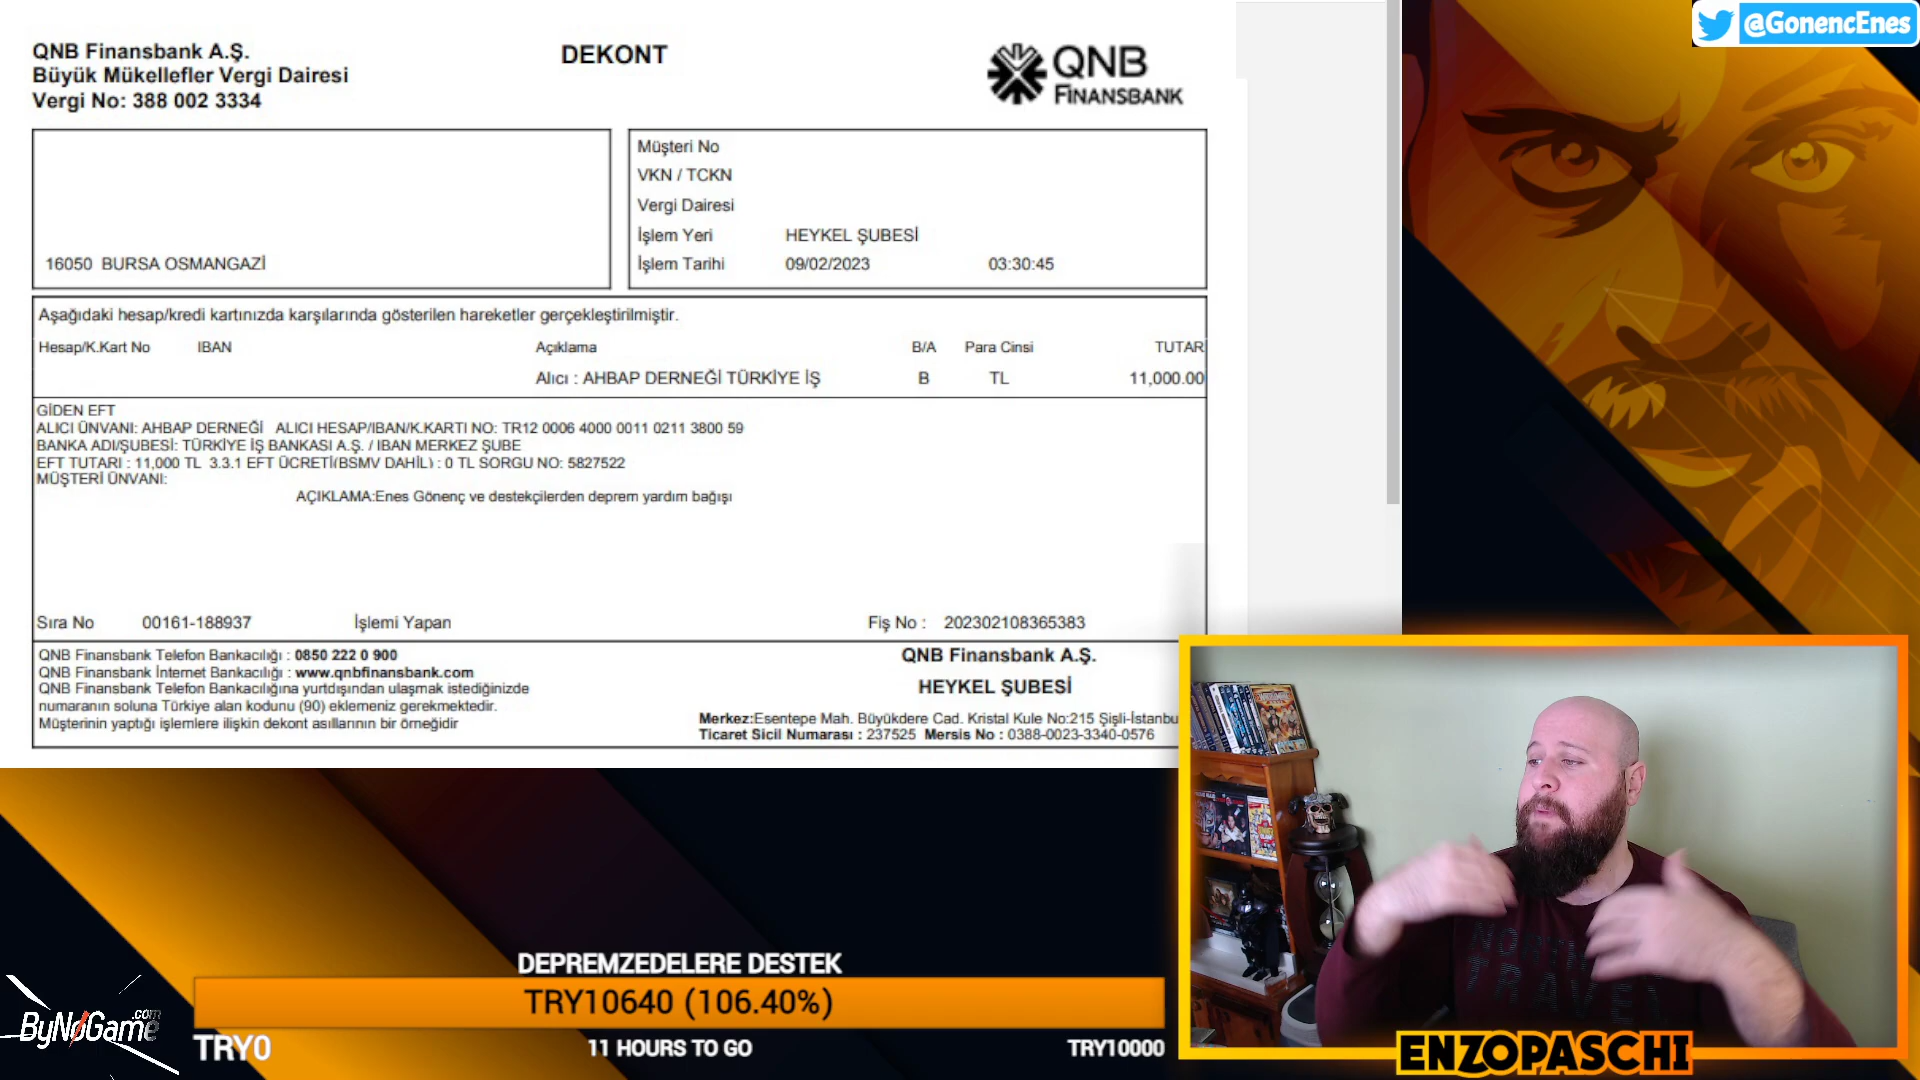 @GonencEnes
QNB Finansbank A.Ş.
Büyük Mükellefler Vergi Dairesi
Vergi No: 388 002 3334
DEKONT
QNB
FİNANSBANK
16050 BURSA OSMANGAZİ
Müşteri No
VKN / TCKN
Vergi Dairesi
İşlem Yeri HEYKEL ŞUBESİ
İşlem Tarihi 09/02/2023 03:30:45
Aşağıdaki hesap/kredi kartınızda karşılarında gösterilen hareketler gerçekleştirilmiştir.
Hesap/K.Kart No IBAN Açıklama B/A Para Cinsi TUTAR
Alıcı : AHBAP DERNEĞİ TÜRKİYE İŞ B TL 11,000.00
GİDEN EFT
ALICI ÜNVANI: AHBAP DERNEĞİ ALICI HESAP/IBAN/K.KARTI NO: TR12 0006 4000 0011 0211 3800 59
BANKA ADI/ŞUBESİ: TÜRKİYE İŞ BANKASI A.Ş. / IBAN MERKEZ ŞUBE
EFT TUTARI : 11,000 TL 3.3.1 EFT ÜCRETİ(BSMV DAHİL) : 0 TL SORGU NO: 5827522
MÜŞTERİ ÜNVANI:
AÇIKLAMA:Enes Gönenç ve destekçilerden deprem yardım bağışı
Sıra No 00161-188937 İşlemi Yapan Fiş No : 202302108365383
QNB Finansbank Telefon Bankacılığı : 0850 222 0 900
QNB Finansbank İnternet Bankacılığı : www.qnbfinansbank.com
QNB Finansbank Telefon Bankacılığına yurtdışından ulaşmak istediğinizde
numaranın soluna Türkiye alan kodunu (90) eklemeniz gerekmektedir.
Müşterinin yaptığı işlemlere ilişkin dekont asıllarının bir örneğidir
QNB Finansbank A.Ş.
HEYKEL ŞUBESİ
Merkez:Esentepe Mah. Büyükdere Cad. Kristal Kule No:215 Şişli-İstanbu
Ticaret Sicil Numarası : 237525 Mersis No : 0388-0023-3340-0576
DEPREMZEDELERE DESTEK
TRY10640 (106.40%)
TRY0 11 HOURS TO GO TRY10000
ByNoGame.com
TRAVEL
ENZOPASCHI